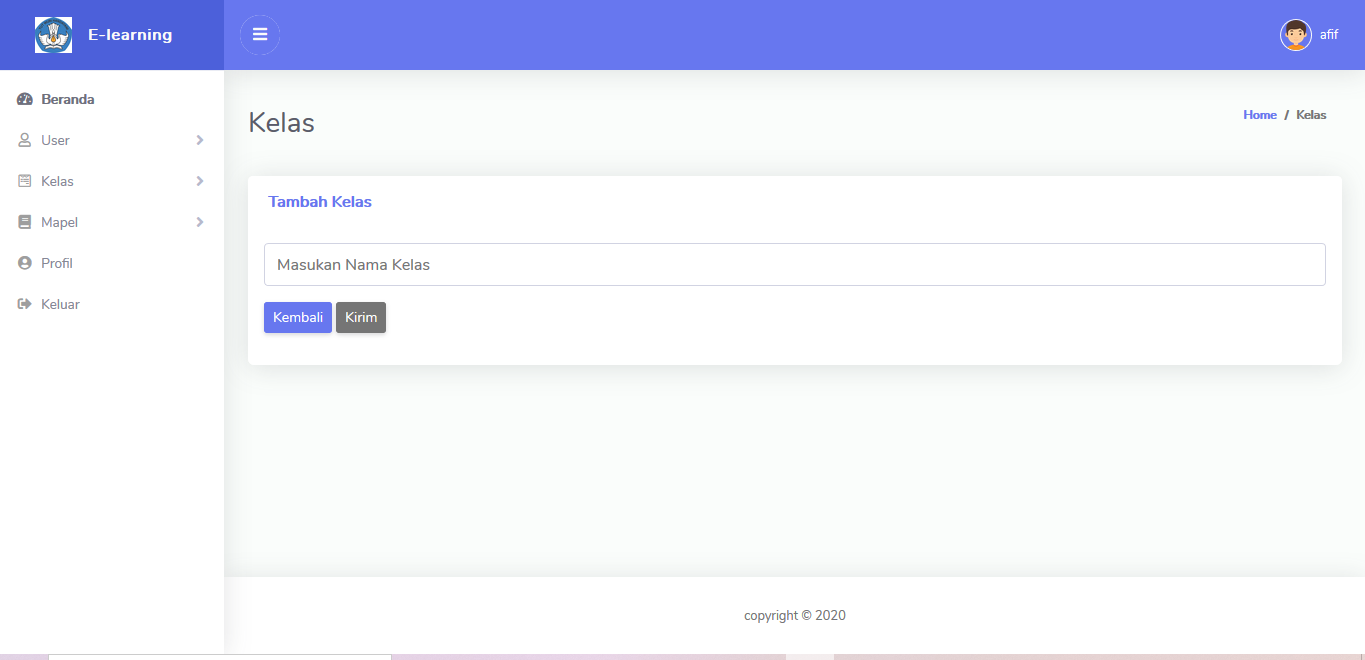 E-learning
afif
Beranda
User
Kelas
Mapel
Profil
Keluar
Kelas
Home / Kelas
Tambah Kelas
Masukan Nama Kelas
Kembali Kirim
copyright © 2020